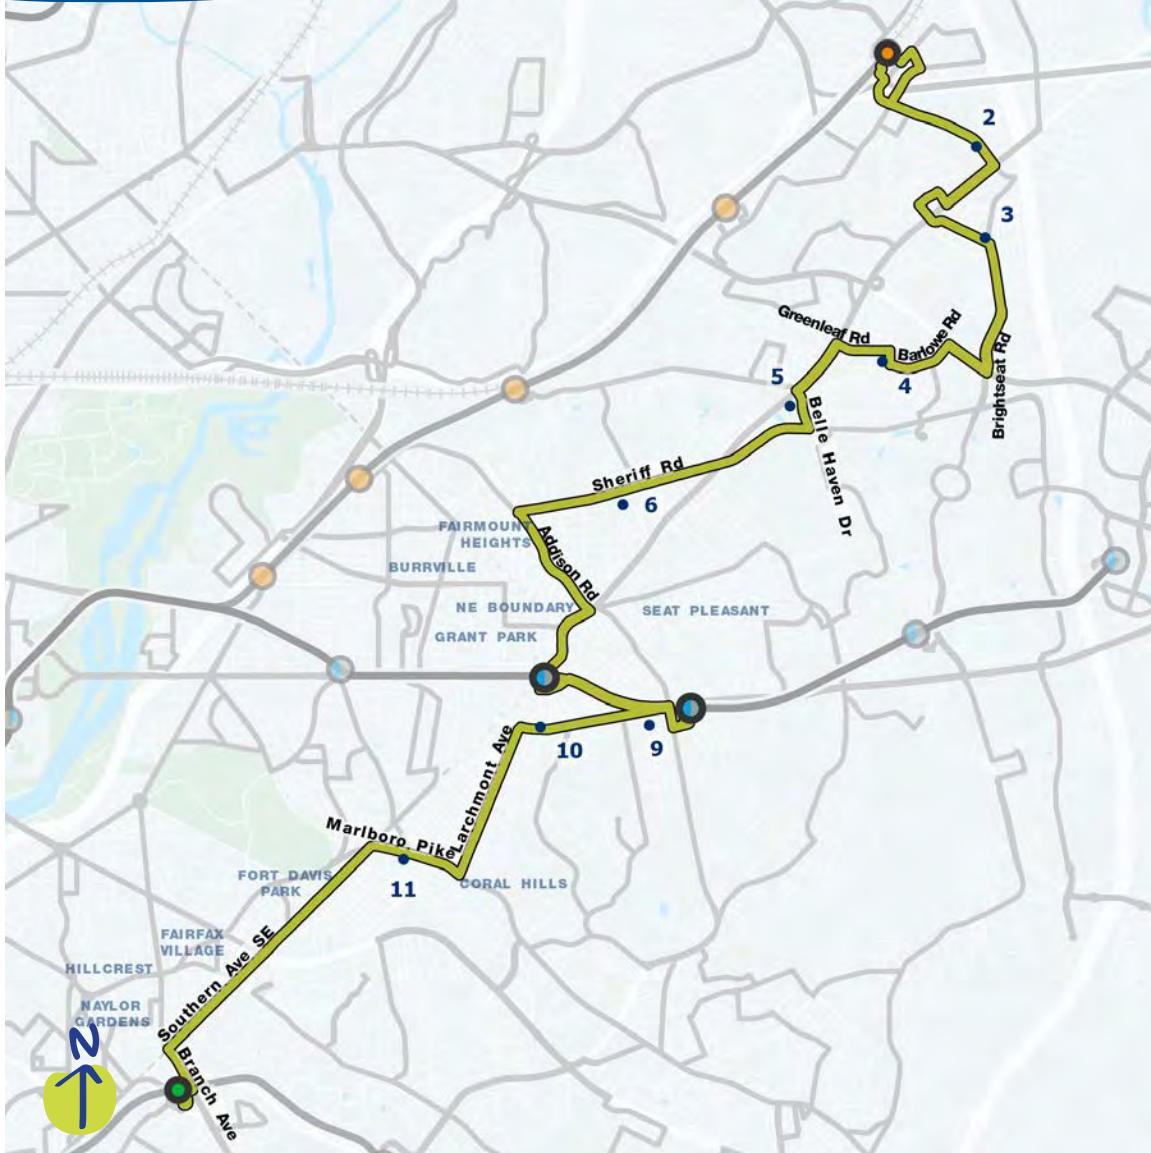 2
3
Greenleaf Rd
Barlowe Rd
4
Brightseat Rd
5
Belle Haven Dr
Sheriff Rd
6
FAIRMOUNT
HEIGHTS
Addison Rd
BURRVILLE
NE BOUNDARY
SEAT PLEASANT
GRANT PARK
10
9
Larchmont Ave
Marlboro Pike
11
CORAL HILLS
FORT DAVIS
PARK
FAIRFAX
VILLAGE
Southern Ave SE
HILLCREST
NAYLOR
GARDENS
N
Branch Ave